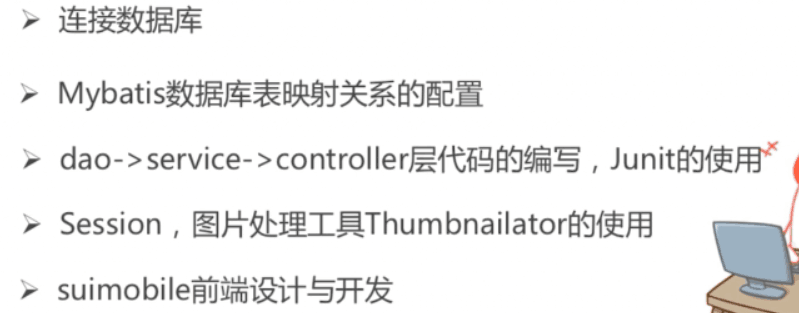 连接数据库
Mybatis数据库表映射关系的配置
dao->service->controller层代码的编写，Junit的使用
Session，图片处理工具Thumbnailator的使用
suimobile前端设计与开发